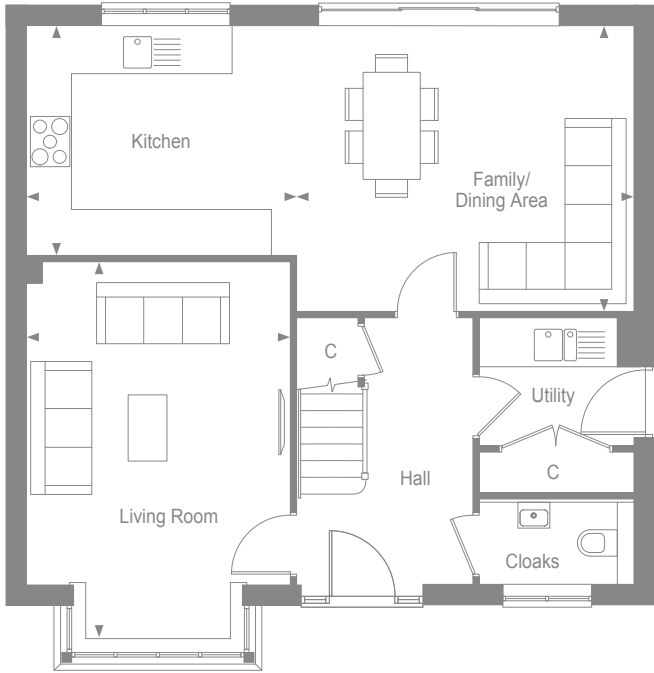 Kitchen
Family/
Dining Area
C
Utility
C
Hall
Living Room
Cloaks